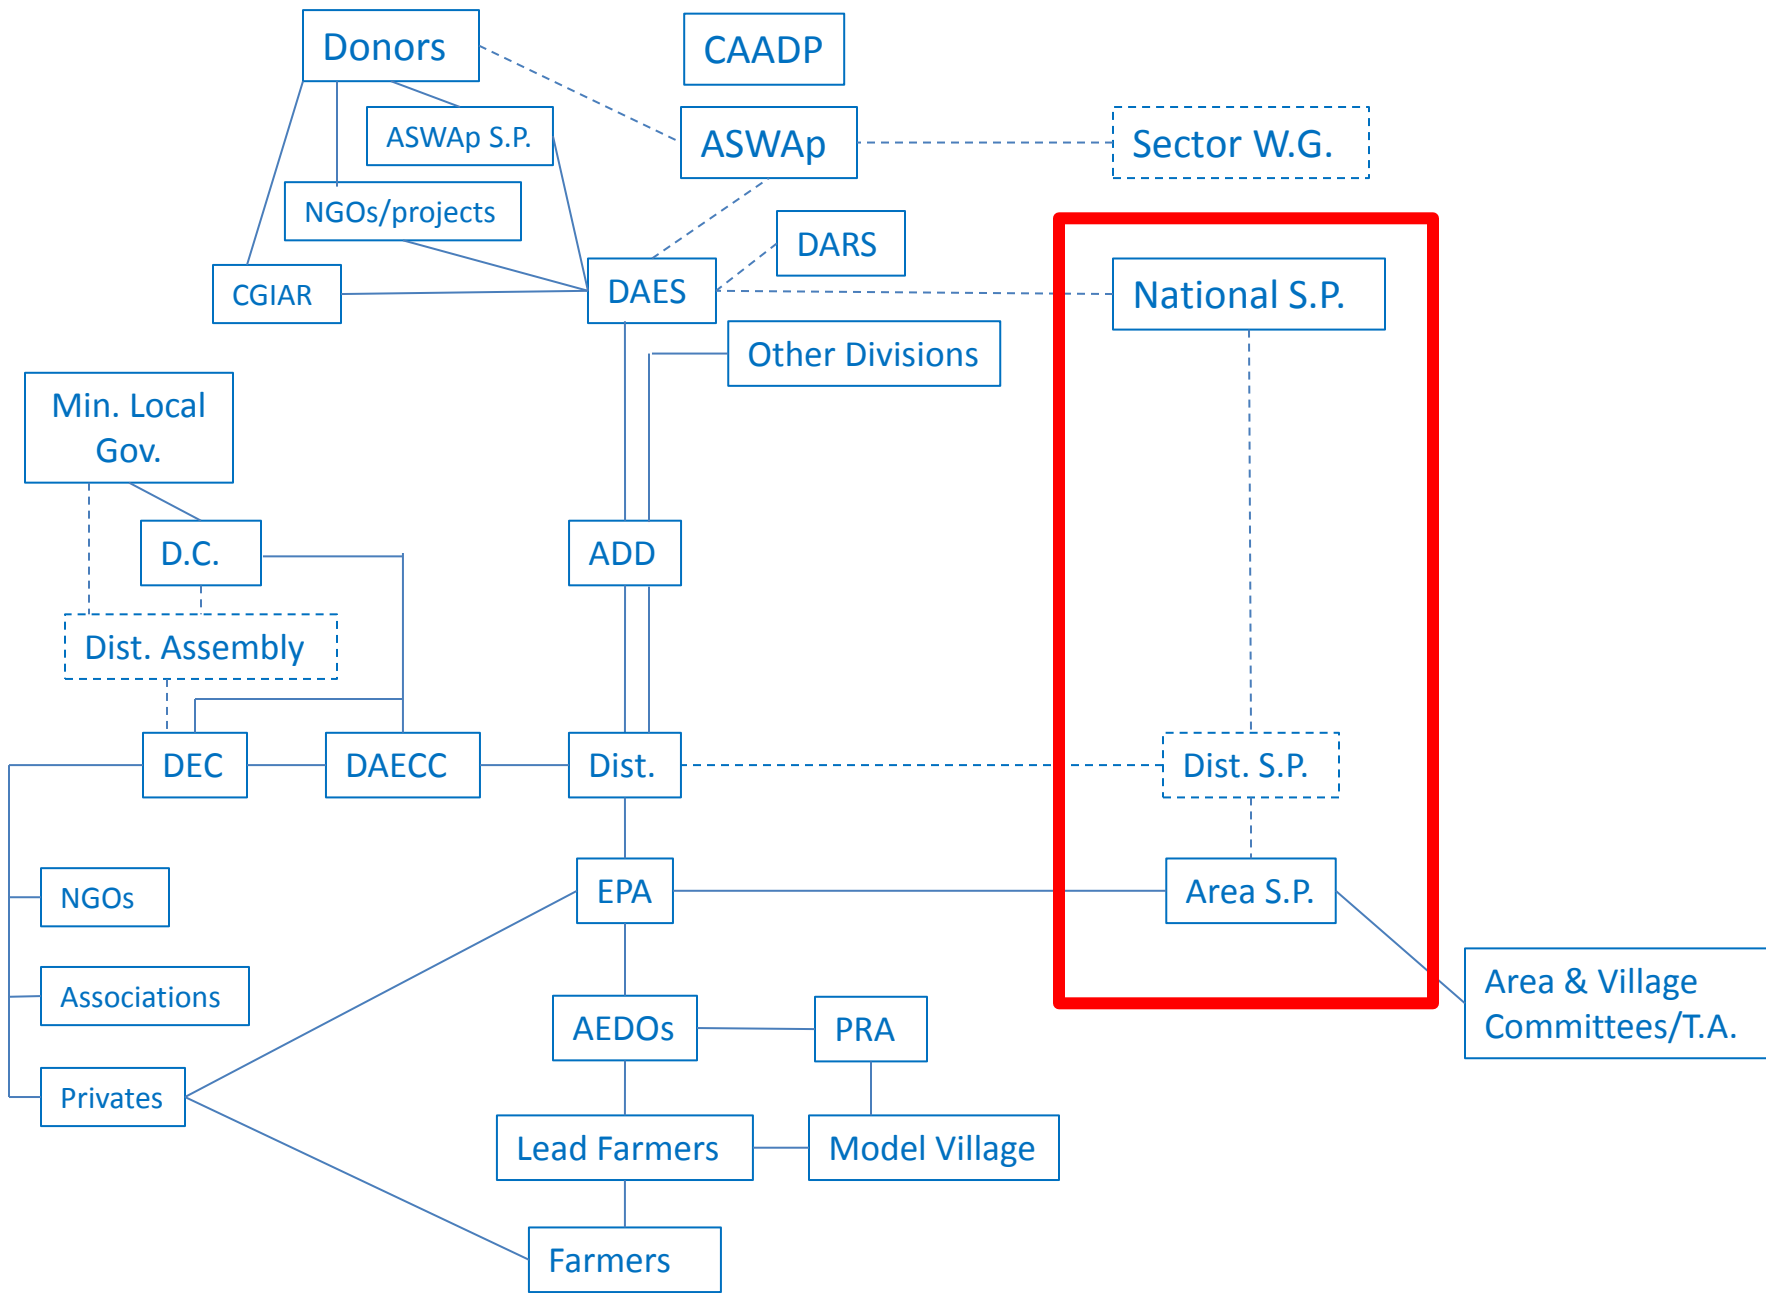 Donors
CAADP
ASWAp S.P.
ASWAp
Sector W.G.
NGOs/projects
DARS
CGIAR
DAES
National S.P.
Other Divisions
Min. Local
Gov.
D.C.
ADD
Dist. Assembly
DEC
DAECC
Dist.
Dist. S.P.
NGOs
EPA
Area S.P.
Associations
AEDOs
PRA
Area & Village
Committees/T.A.
Privates
Lead Farmers
Model Village
Farmers